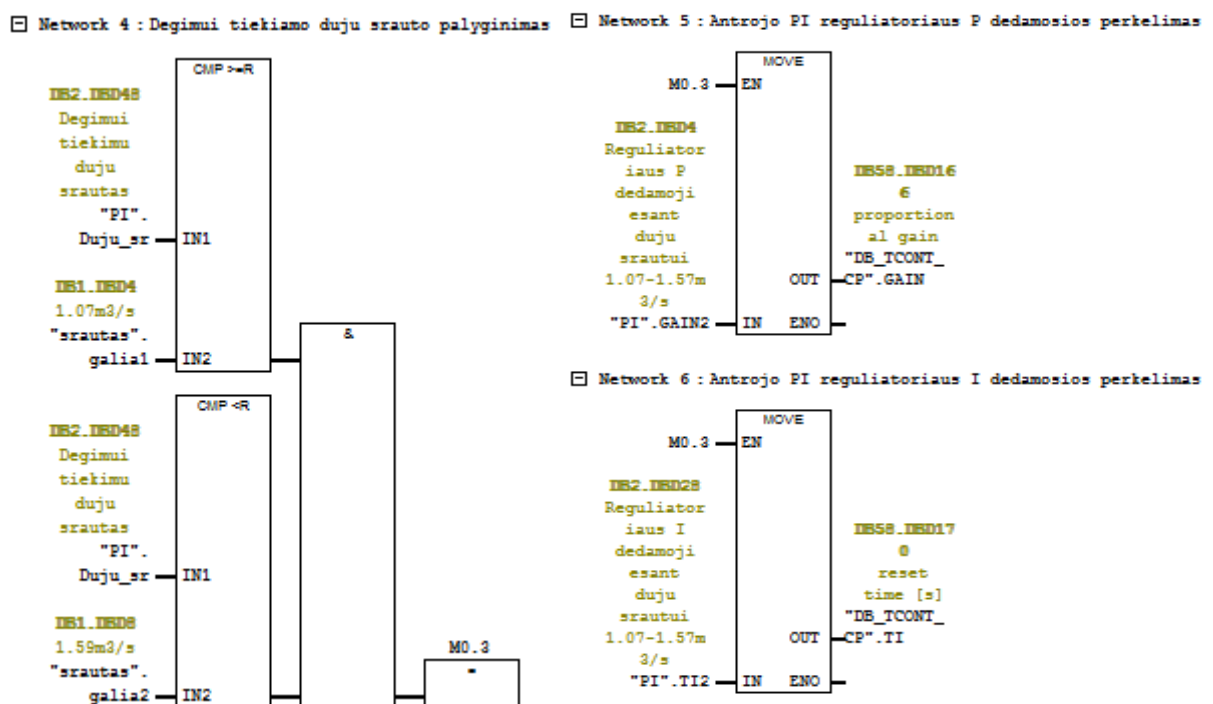 Network 4 : Degimui tiekiamo duju srauto palyginimas
CMP >=R
DB2.DBD48
Degimui
tiekimu
duju
srautas
"PI".
Duju_sr
IN1
DB1.DBD4
1.07m3/s
"srautas".
galia1
IN2
&
CMP <R
DB2.DBD48
Degimui
tiekimu
duju
srautas
"PI".
Duju_sr
IN1
DB1.DBD8
1.59m3/s
"srautas".
galia2
IN2
M0.3
=
Network 5 : Antrojo PI reguliatoriaus P dedamosios perkelimas
MOVE
M0.3
EN
DB2.DBD4
Reguliator
iaus P
dedamoji
esant
duju
srautui
1.07-1.57m
3/s
"PI".GAIN2
IN
DB58.DBD16
6
proportion
al gain
"DB_TCONT_
CP".GAIN
OUT
ENO
Network 6 : Antrojo PI reguliatoriaus I dedamosios perkelimas
MOVE
M0.3
EN
DB2.DBD28
Reguliator
iaus I
dedamoji
esant
duju
srautui
1.07-1.57m
3/s
"PI".TI2
IN
DB58.DBD17
0
reset
time [s]
"DB_TCONT_
CP".TI
OUT
ENO